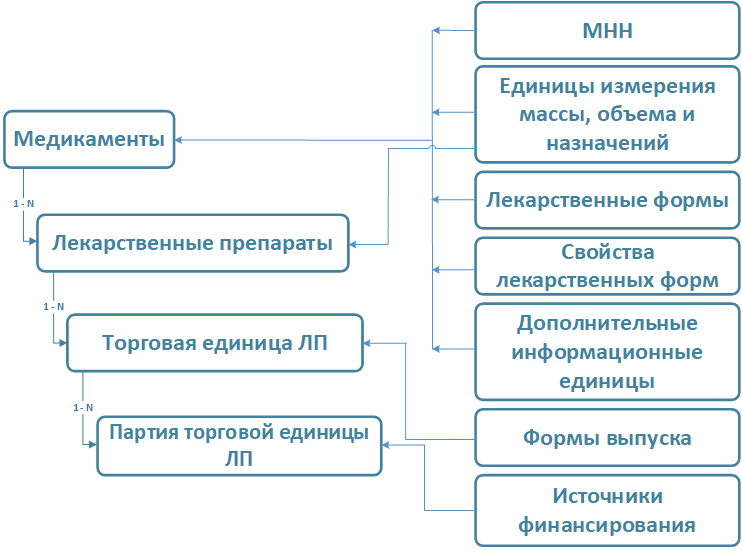 Медикаменты
1 - N
Лекарственные препараты
1 - N
Торговая единица ЛП
1 - N
Партия торговой единицы
ЛП
МНН
Единицы измерения
массы, объема и
назначений
Лекарственные формы
Свойства
лекарственных форм
Дополнительные
информационные
единицы
Формы выпуска
Источники
финансирования